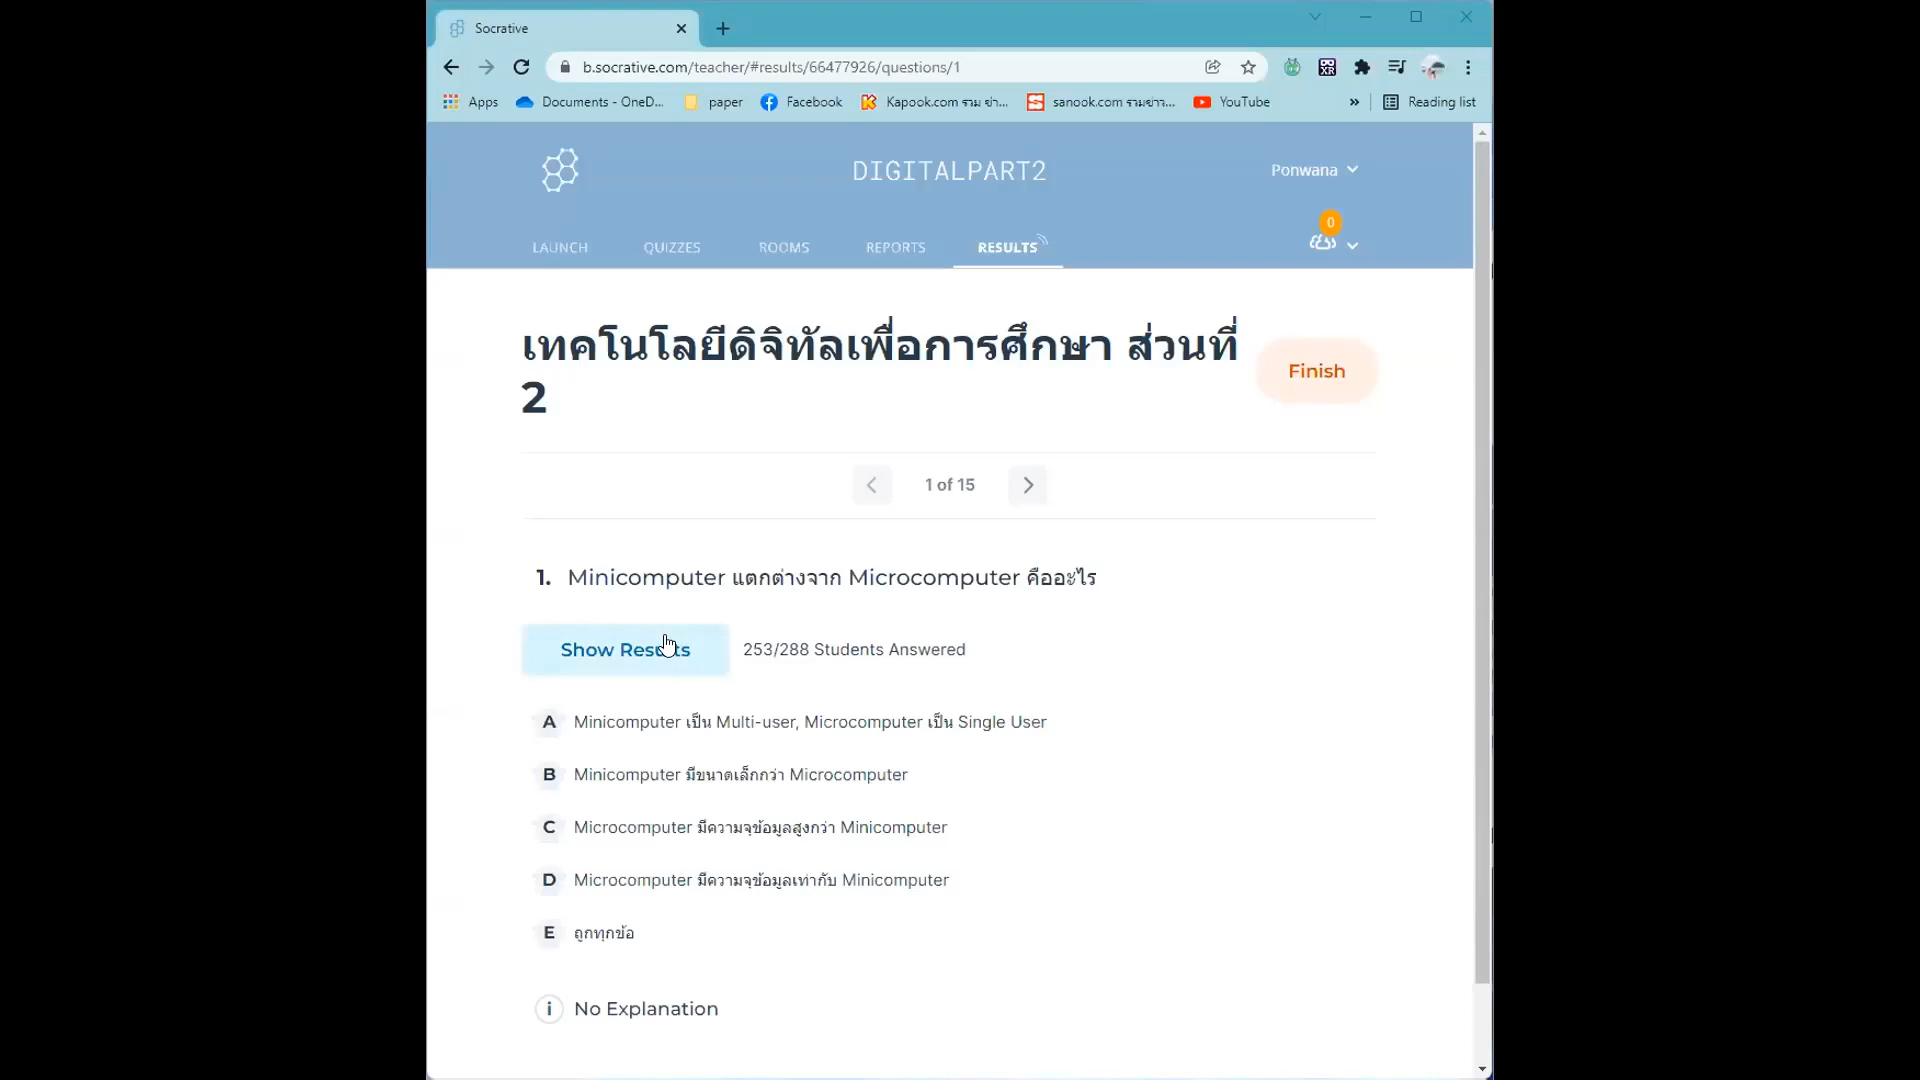 Socrative
b.socrative.com/teacher/#results/66477926/questions/1
Apps Documents - OneD... paper Facebook Kapook.com รวม ข่า... sanook.com รวมข่าว... YouTube » Reading list
DIGITALPART2 Ponwana
0
LAUNCH QUIZZES ROOMS REPORTS RESULTS
เทคโนโลยีดิจิทัลเพื่อการศึกษา ส่วนที่
2
Finish
1 of 15
1. Minicomputer แตกต่างจาก Microcomputer คืออะไร
Show Results 253/288 Students Answered
A Minicomputer เป็น Multi-user, Microcomputer เป็น Single User
B Minicomputer มีขนาดเล็กกว่า Microcomputer
C Microcomputer มีความจุข้อมูลสูงกว่า Minicomputer
D Microcomputer มีความจุข้อมูลเท่ากับ Minicomputer
E ถูกทุกข้อ
i No Explanation